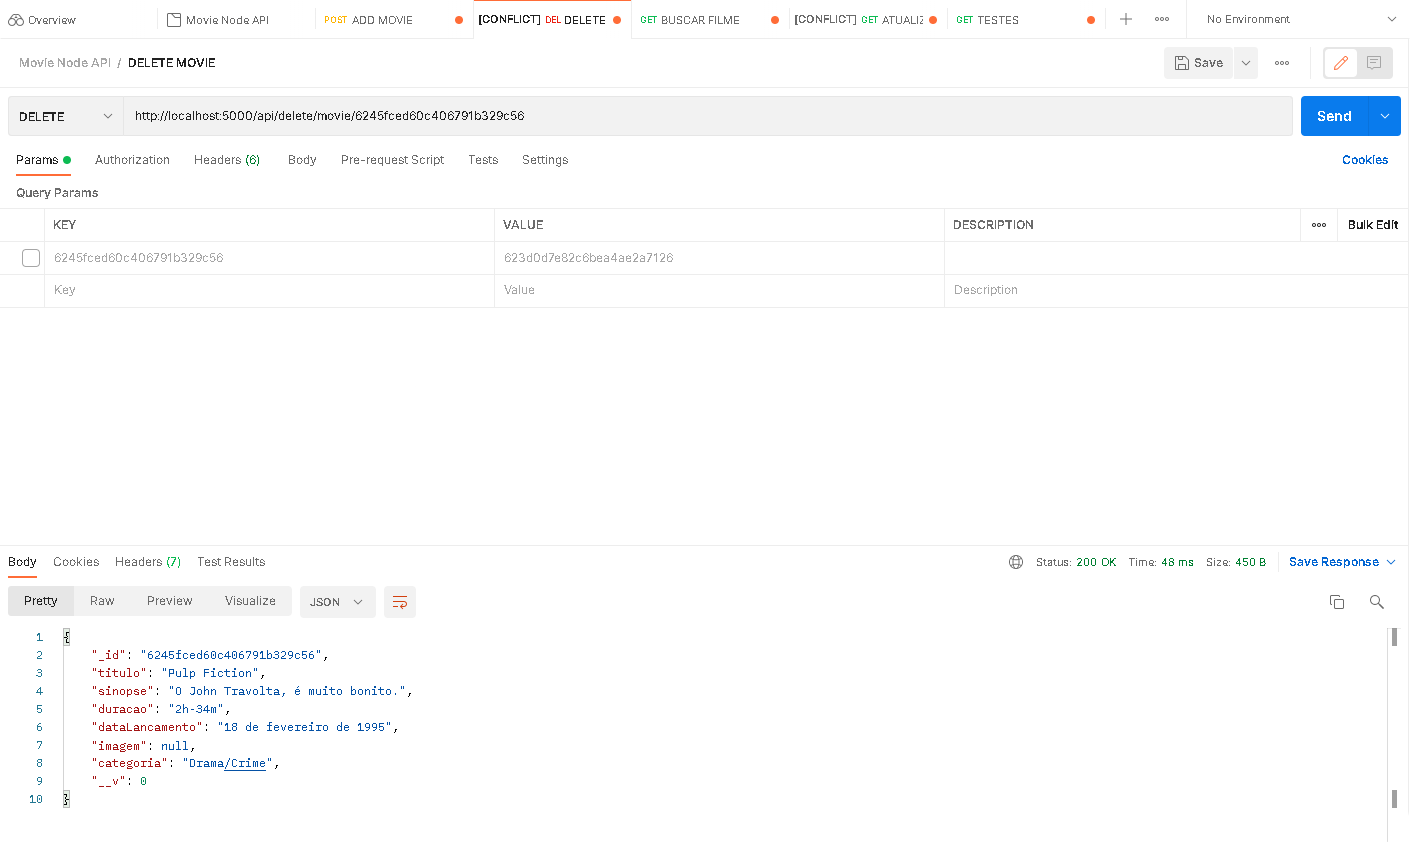 Overview Movie Node API POST ADD MOVIE [CONFLICT] DEL DELETE GET BUSCAR FILME [CONFLICT] GET ATUALIZ GET TESTES No Environment
Movie Node API / DELETE MOVIE Save
DELETE http://localhost:5000/api/delete/movie/6245fced60c406791b329c56 Send
Params Authorization Headers (6) Body Pre-request Script Tests Settings Cookies
Query Params
KEY VALUE DESCRIPTION Bulk Edit
6245fced60c406791b329c56 623d0d7e82c6bea4ae2a7126
Key Value Description
Body Cookies Headers (7) Test Results Status: 200 OK Time: 48 ms Size: 450 B Save Response
Pretty Raw Preview Visualize JSON
1 {
2 "_id": "6245fced60c406791b329c56",
3 "titulo": "Pulp Fiction",
4 "sinopse": "O John Travolta, é muito bonito.",
5 "duracao": "2h-34m",
6 "dataLancamento": "18 de fevereiro de 1995",
7 "imagem": null,
8 "categoria": "Drama/Crime",
9 "__v": 0
10 }